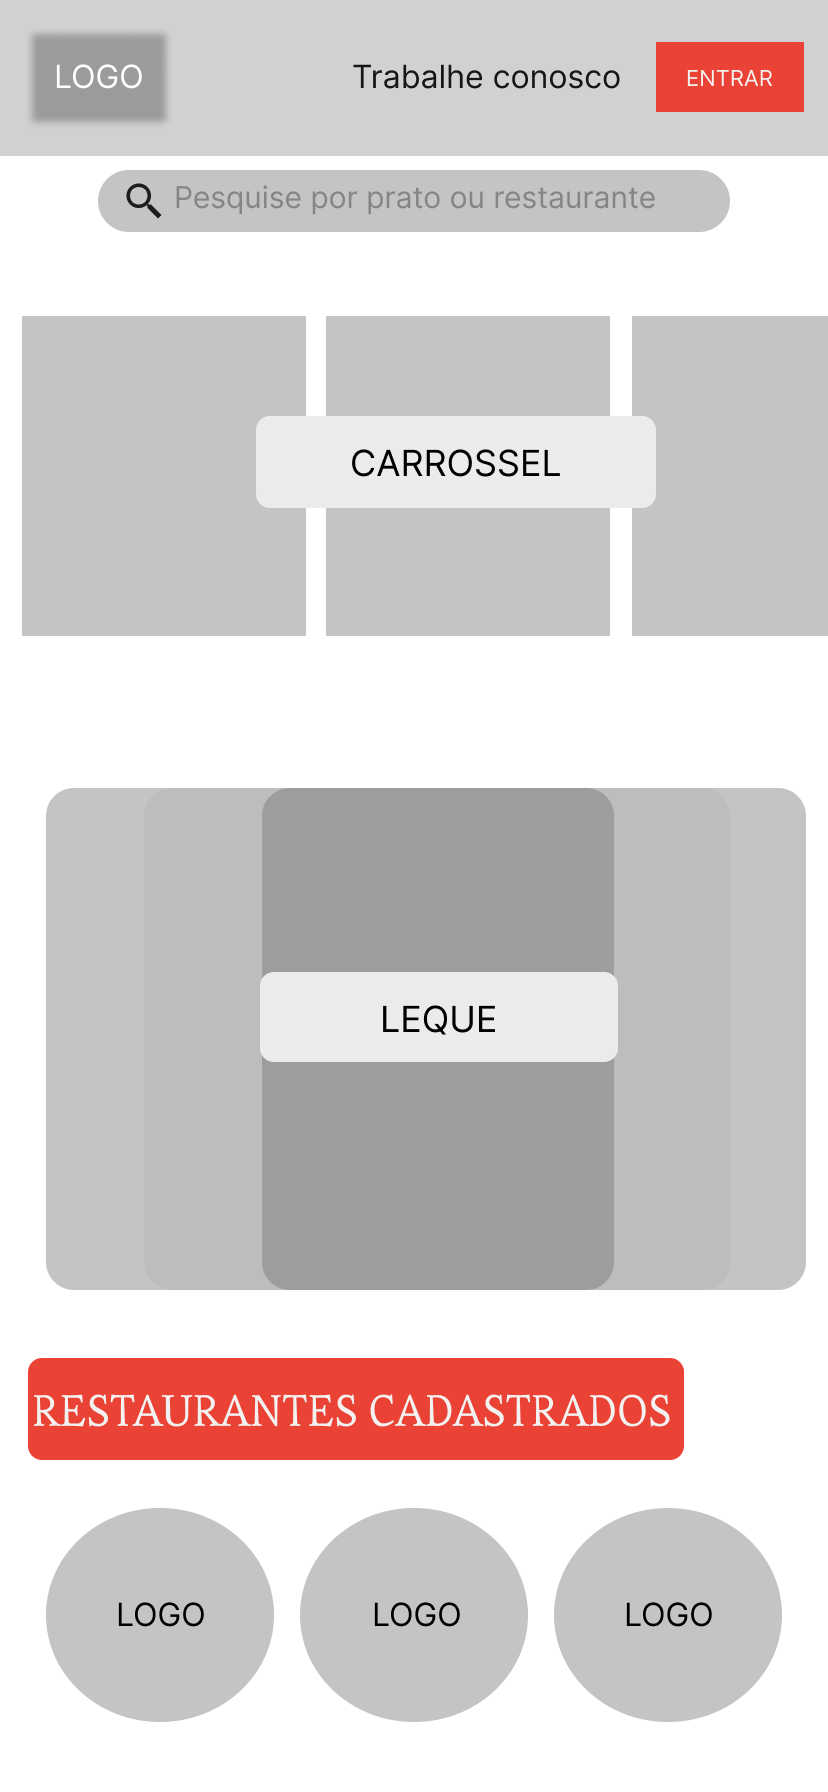 LOGO
Trabalhe conosco
ENTRAR
Pesquise por prato ou restaurante
CARROSSEL
LEQUE
RESTAURANTES CADASTRADOS
LOGO
LOGO
LOGO